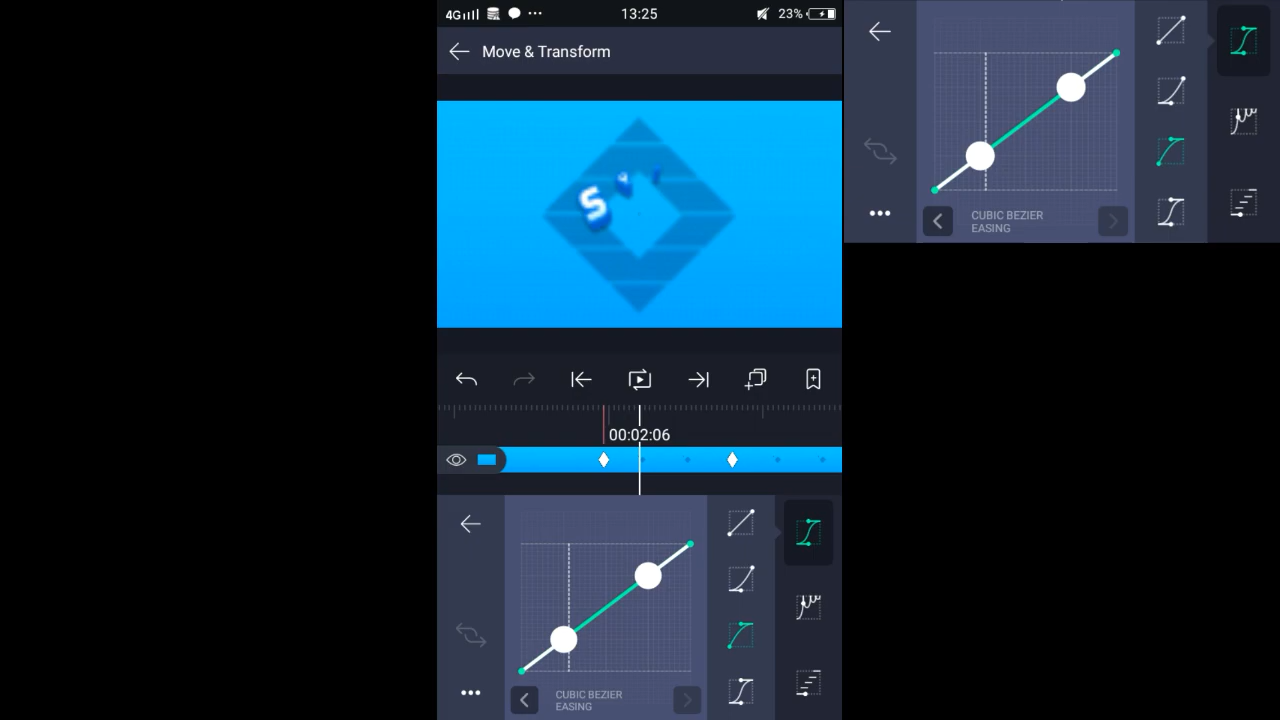 4G
13:25
23%
Move & Transform
S
00:02:06
CUBIC BEZIER
EASING
CUBIC BEZIER
EASING